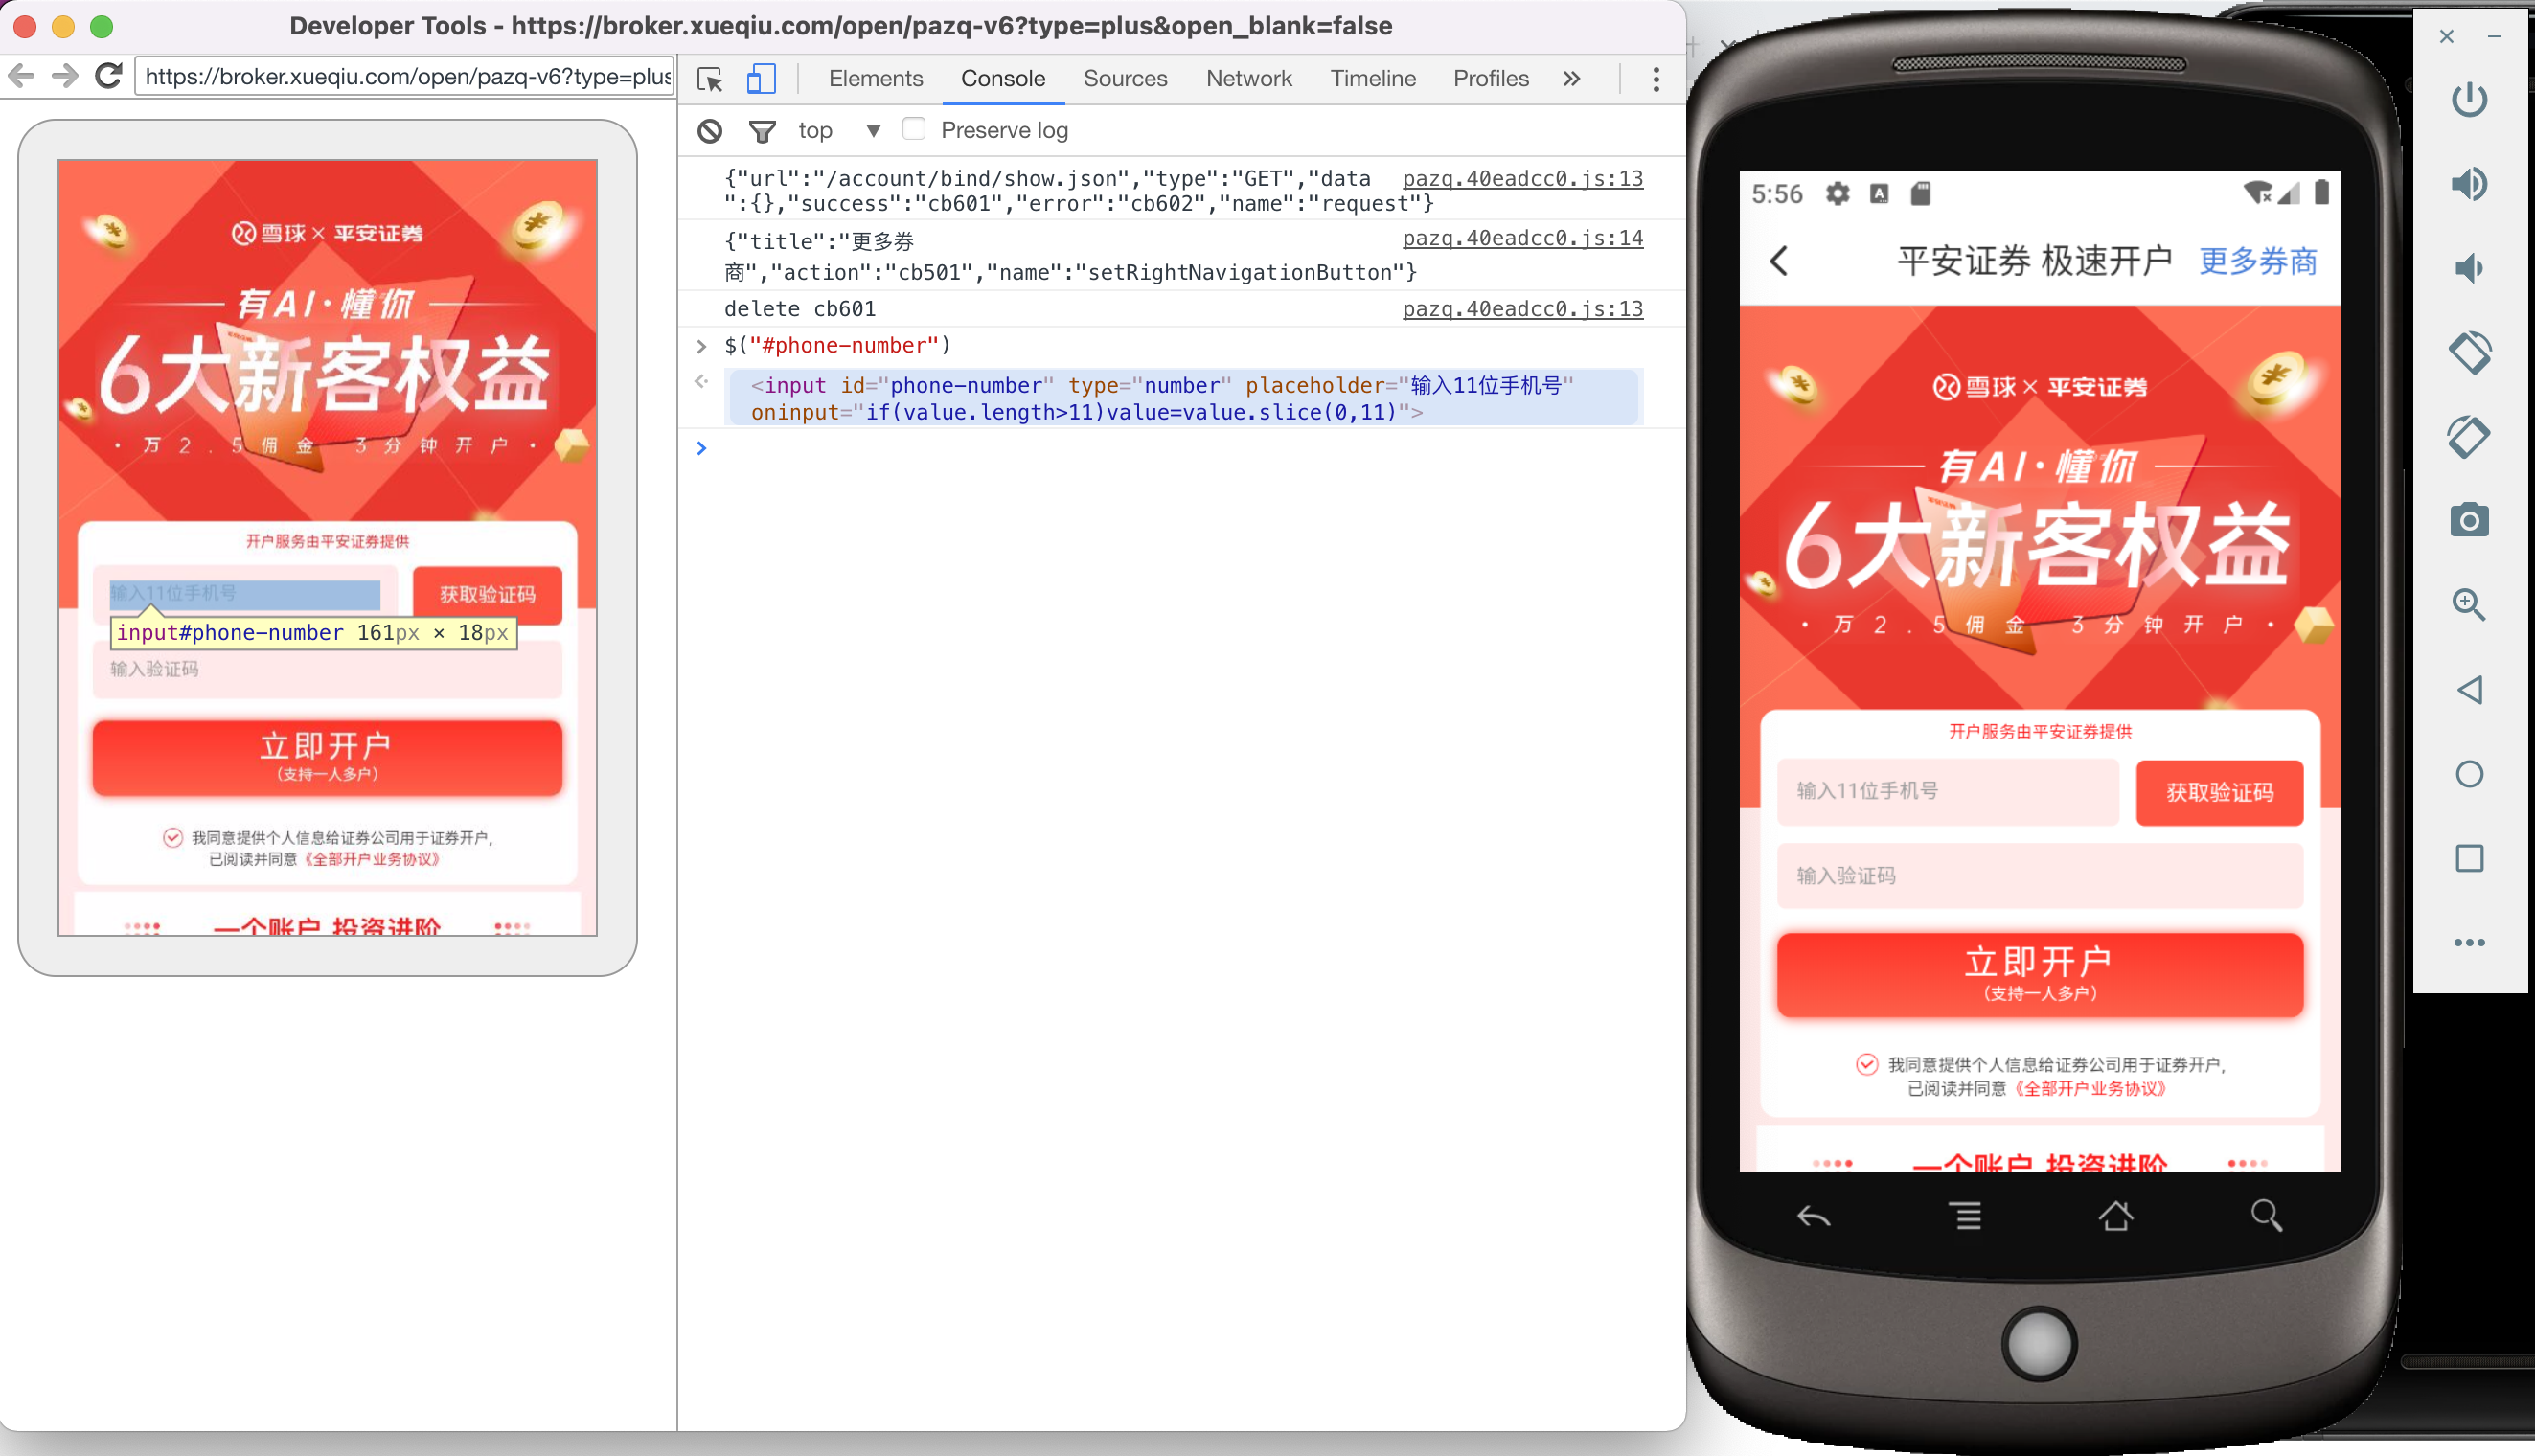 Developer Tools - https://broker.xueqiu.com/open/pazq-v6?type=plus&open_blank=false
https://broker.xueqiu.com/open/pazq-v6?type=plus
Elements Console Sources Network Timeline Profiles »
top ▼ Preserve log
{"url":"/account/bind/show.json","type":"GET","data pazq.40eadcc0.js:13
":{},"success":"cb601","error":"cb602","name":"request"}
{"title":"更多券 pazq.40eadcc0.js:14
商","action":"cb501","name":"setRightNavigationButton"}
delete cb601 pazq.40eadcc0.js:13
$("#phone-number")
<input id="phone-number" type="number" placeholder="输入11位手机号"
oninput="if(value.length>11)value=value.slice(0,11)">
雪球 × 平安证券
有AI·懂你
6大新客权益
· 万2.5佣金 3分钟开户 ·
开户服务由平安证券提供
输入11位手机号 获取验证码
input#phone-number 161px × 18px
输入验证码
立即开户
(支持一人多户)
我同意提供个人信息给证券公司用于证券开户,
已阅读并同意《全部开户业务协议》
一个账户 投资进阶
5:56
平安证券 极速开户 更多券商
雪球 × 平安证券
有AI·懂你
6大新客权益
· 万2.5佣金 3分钟开户 ·
开户服务由平安证券提供
输入11位手机号 获取验证码
输入验证码
立即开户
(支持一人多户)
我同意提供个人信息给证券公司用于证券开户,
已阅读并同意《全部开户业务协议》
一个账户 投资进阶